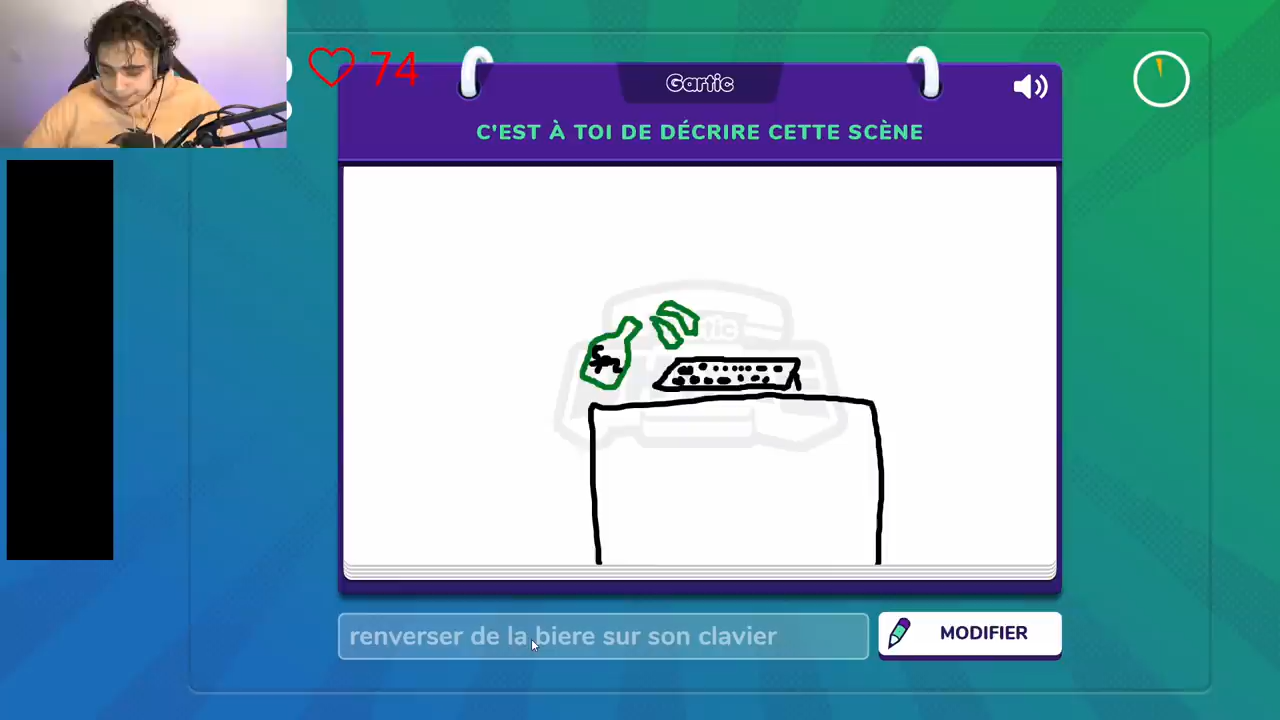 74
Gartic
C'EST À TOI DE DÉCRIRE CETTE SCÈNE
renverser de la biere sur son clavier
MODIFIER